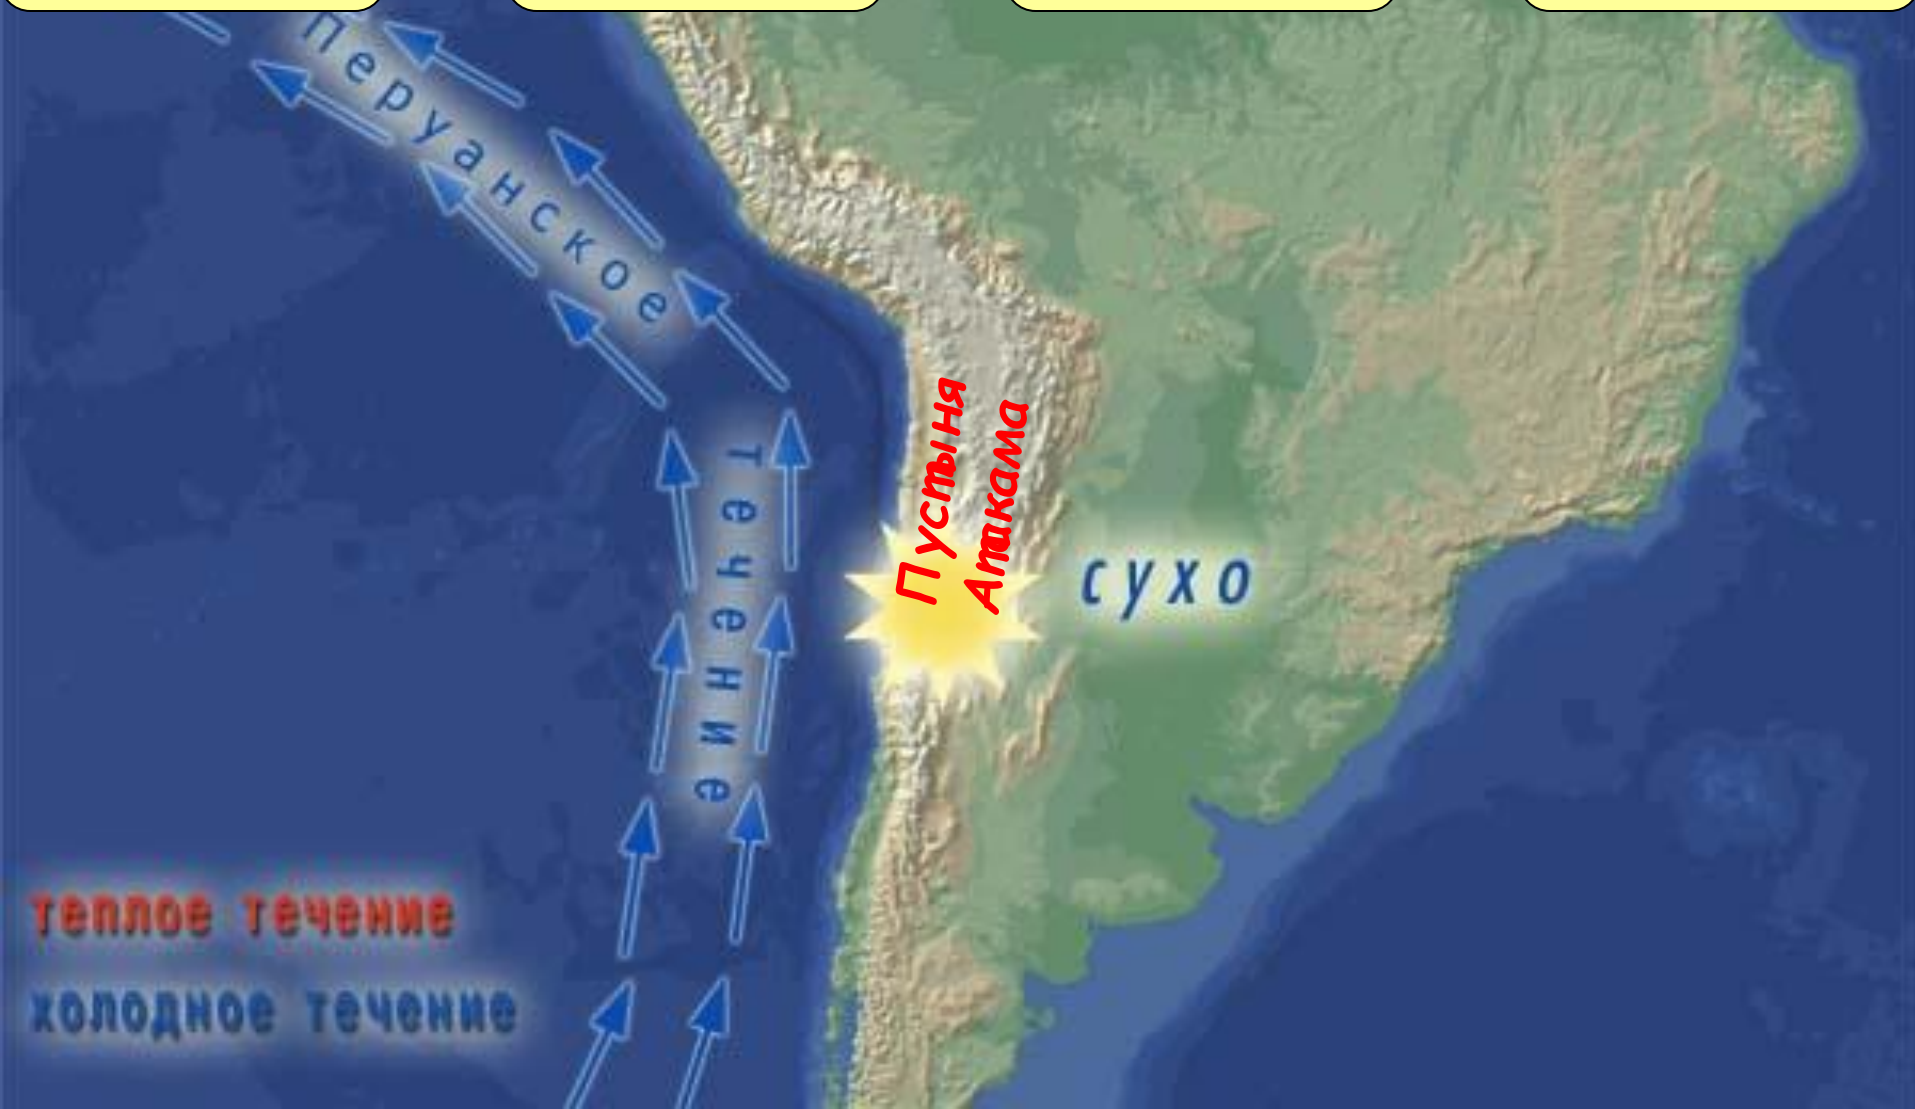 Перуанское
течение
Пустыня
Атакама
сухо
теплое течение
холодное течение